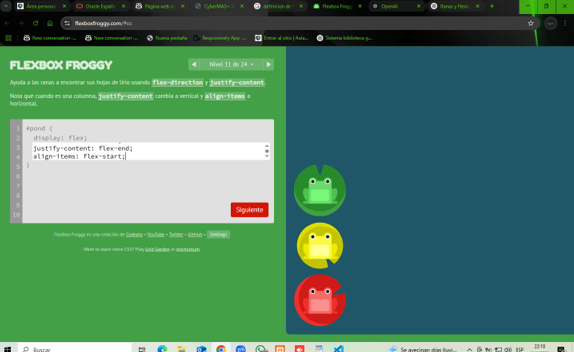 Área personal
Oracle Español
Página web d
CyberMAD+
definicion de
Flexbox Froggy
OpenAI
Ranas y flexb
flexboxfroggy.com/#es
New conversation - ...
New conversation - ...
Nueva pestaña
Responsively App - ...
Entrar al sitio | Aula...
Sistema biblioteca g...
FLEXBOX FROGGY
Nivel 11 de 24
Ayuda a las ranas a encontrar sus hojas de lirio usando flex-direction y justify-content.
Nota que cuando es una columna, justify-content cambia a vertical y align-items a
horizontal.
1 #pond {
2 display: flex;
3 justify-content: flex-end;
4 align-items: flex-start;
5 }
6
7
8
9
10
Siguiente
Flexbox Froggy es una creación de Codepip • YouTube • Twitter • GitHub • Settings
Want to learn more CSS? Play Grid Garden or Anchoreum
Buscar
Se avecinan días lluvi...
ESP
22:18